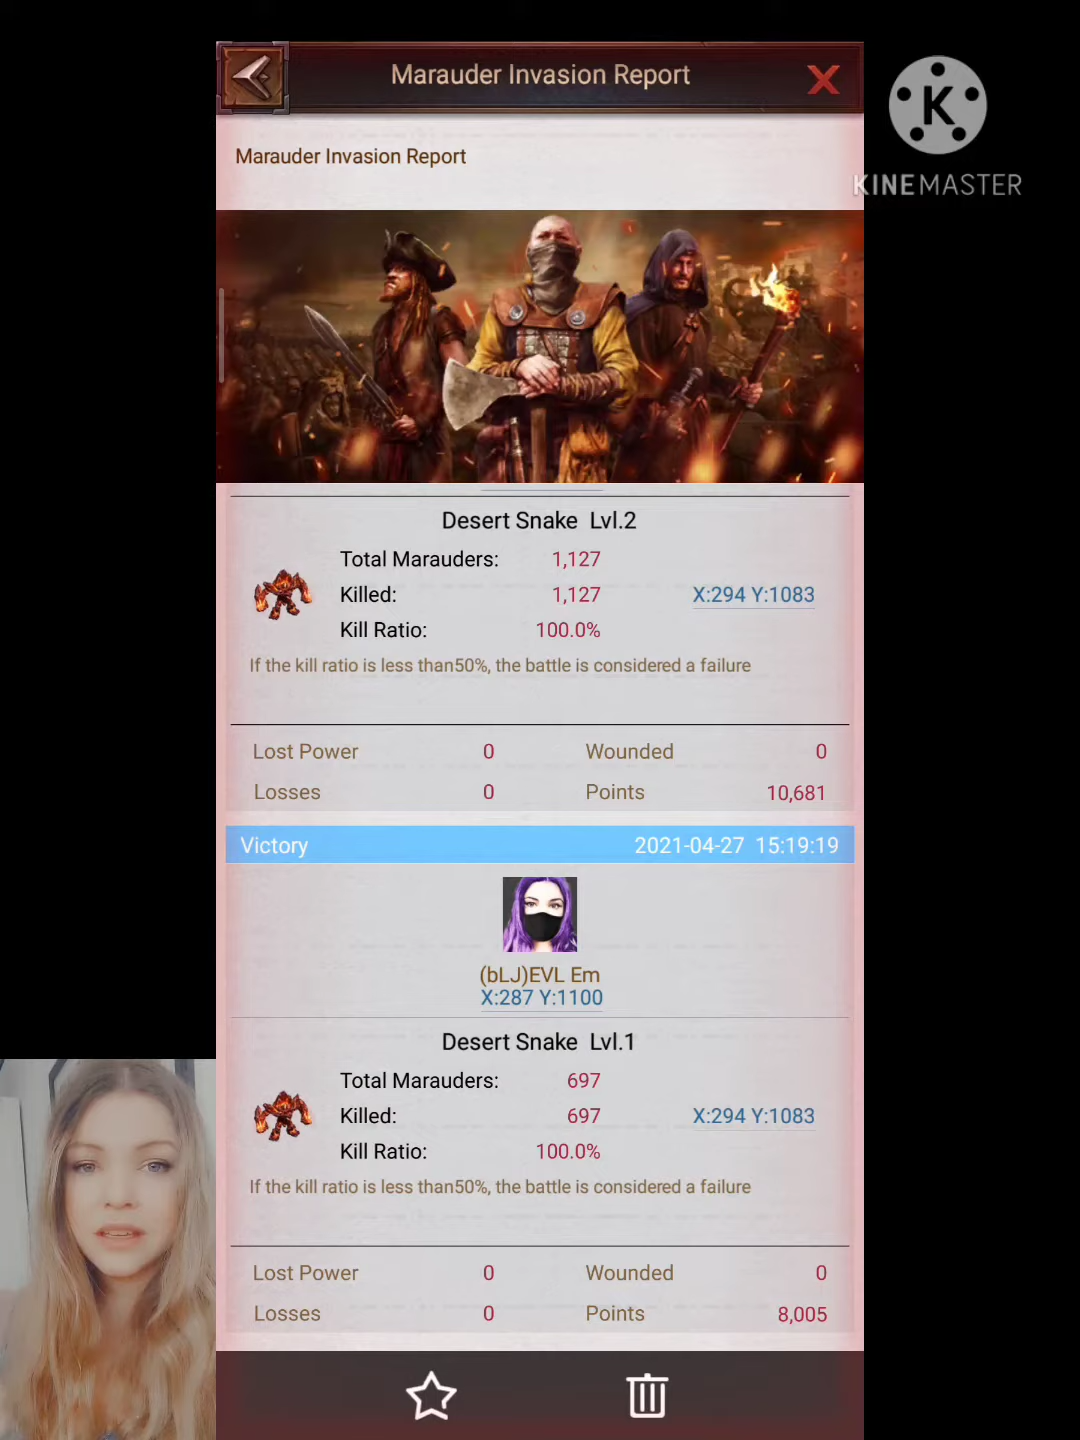 Marauder Invasion Report
K
KINEMASTER
Marauder Invasion Report
Desert Snake Lvl.2
Total Marauders: 1,127
Killed: 1,127 X:294 Y:1083
Kill Ratio: 100.0%
If the kill ratio is less than50%, the battle is considered a failure
Lost Power 0 Wounded 0
Losses 0 Points 10,681
Victory 2021-04-27 15:19:19
(bLJ)EVL Em
X:287 Y:1100
Desert Snake Lvl.1
Total Marauders: 697
Killed: 697 X:294 Y:1083
Kill Ratio: 100.0%
If the kill ratio is less than50%, the battle is considered a failure
Lost Power 0 Wounded 0
Losses 0 Points 8,005